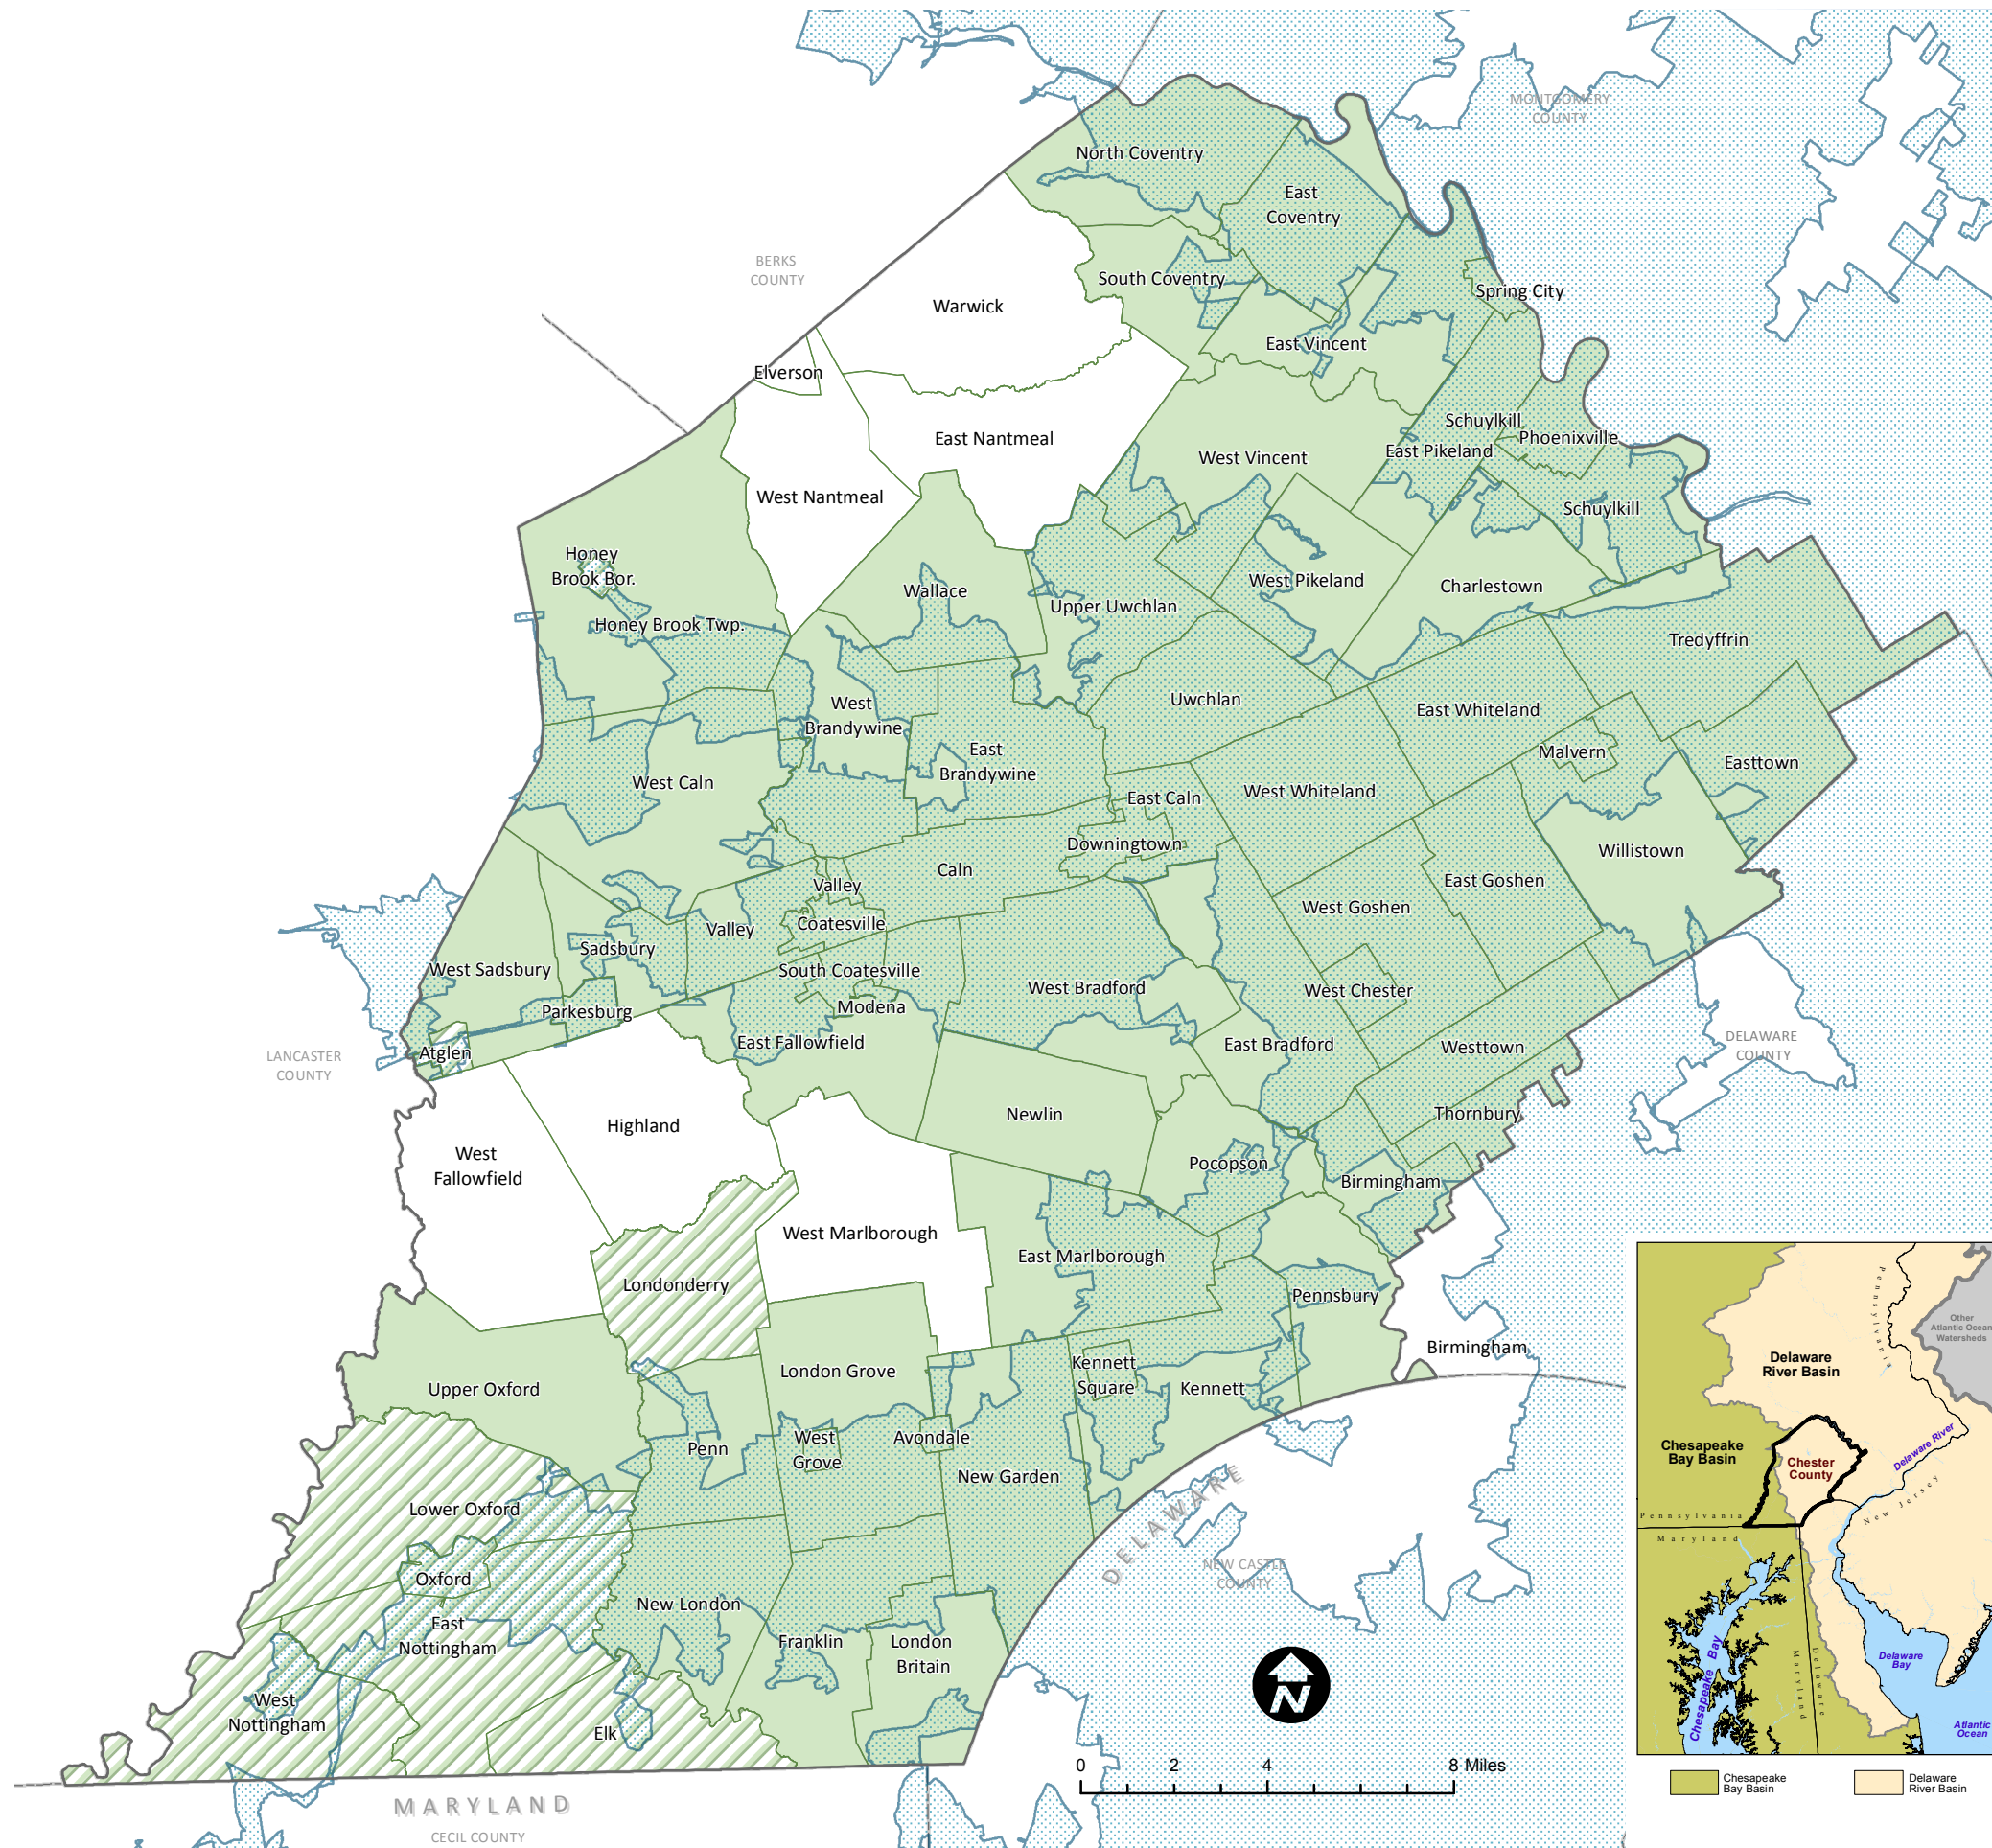 MONTGOMERY
COUNTY
North Coventry
East
Coventry
BERKS
COUNTY
South Coventry
Spring City
Warwick
East Vincent
Elverson
Schuylkill
Phoenixville
East Nantmeal
East Pikeland
West Vincent
West Nantmeal
Schuylkill
Honey
Brook Bor.
West Pikeland
Charlestown
Wallace
Upper Uwchlan
Honey Brook Twp.
Tredyffrin
Uwchlan
West
Brandywine
East Whiteland
Malvern
Easttown
East
Brandywine
West Caln
East Caln
West Whiteland
Downingtown
Willistown
Caln
East Goshen
Valley
West Goshen
Coatesville
Valley
Sadsbury
West Sadsbury
South Coatesville
West Bradford
West Chester
Modena
Parkesburg
East Fallowfield
East Bradford
Westtown
DELAWARE
COUNTY
Atglen
LANCASTER
COUNTY
Newlin
Thornbury
Highland
West
Fallowfield
Pocopson
Birmingham
West Marlborough
East Marlborough
Londonderry
Pennsbury
Birmingham
London Grove
Kennett
Square
Kennett
Upper Oxford
West
Grove
Avondale
Penn
New Garden
Lower Oxford
DELAWARE
NEW CASTLE
COUNTY
Oxford
New London
East
Nottingham
Franklin
London
Britain
West
Nottingham
Elk
0 2 4 8 Miles
N
MARYLAND
CECIL COUNTY
Pennsylvania
Other
Atlantic Ocean
Watersheds
Delaware
River Basin
Chesapeake
Bay Basin
Chester
County
Delaware River
New Jersey
Pennsylvania
Maryland
Maryland
Delaware
Chesapeake Bay
Delaware
Bay
Atlantic
Ocean
Chesapeake
Bay Basin
Delaware
River Basin